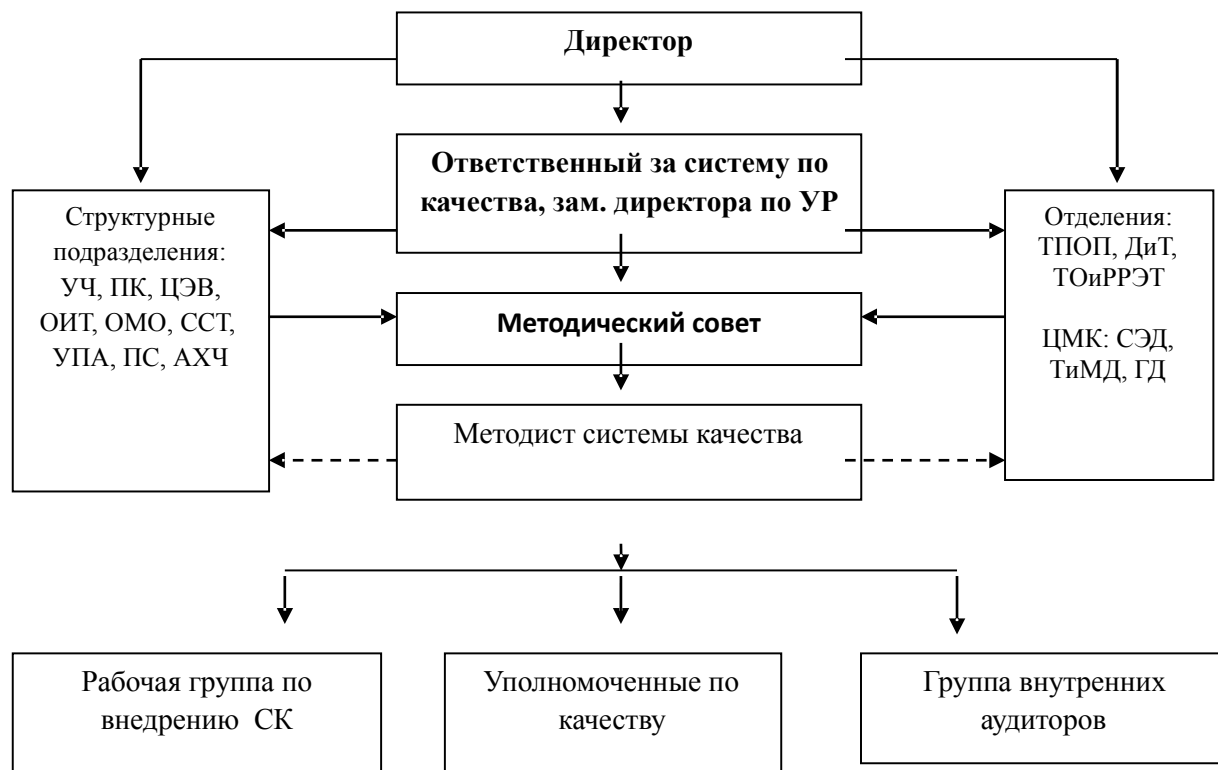 Директор
Ответственный за систему по
качества, зам. директора по УР
Структурные
подразделения:
УЧ, ПК, ЦЭВ,
ОИТ, ОМО, ССТ,
УПА, ПС, АХЧ
Отделения:
ТПОП, ДиТ,
ТОиРРЭТ
ЦМК: СЭД,
ТиМД, ГД
Методический совет
Методист системы качества
Рабочая группа по
внедрению СК
Уполномоченные по
качеству
Группа внутренних
аудиторов